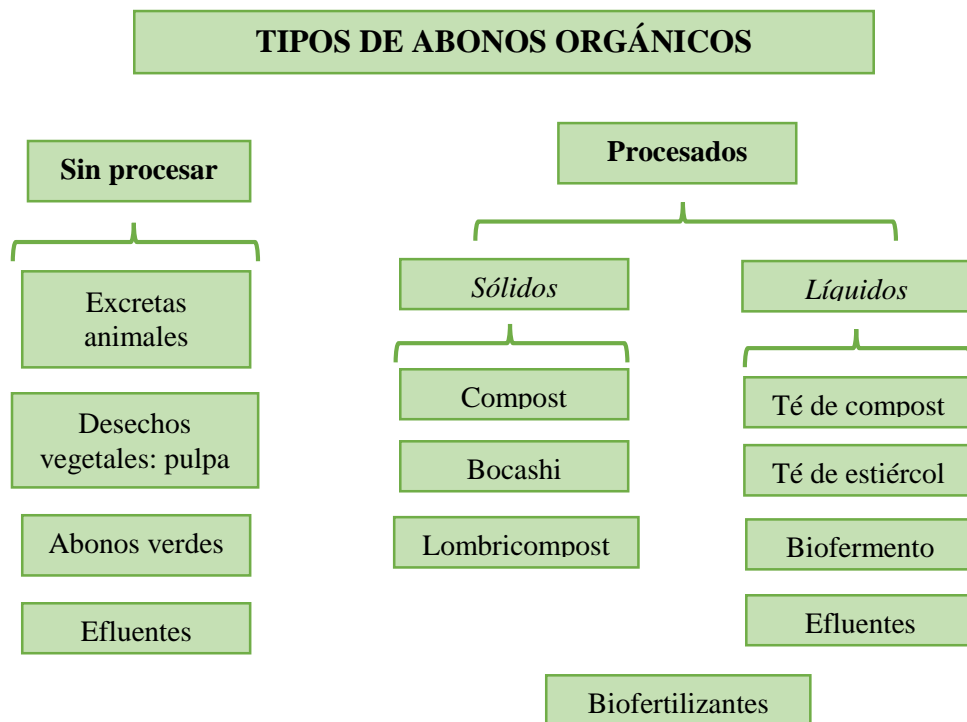 TIPOS DE ABONOS ORGÁNICOS
Sin procesar
Excretas
animales
Desechos
vegetales: pulpa
Abonos verdes
Efluentes
Procesados
Sólidos
Compost
Bocashi
Lombricompost
Líquidos
Té de compost
Té de estiércol
Biofermento
Efluentes
Biofertilizantes